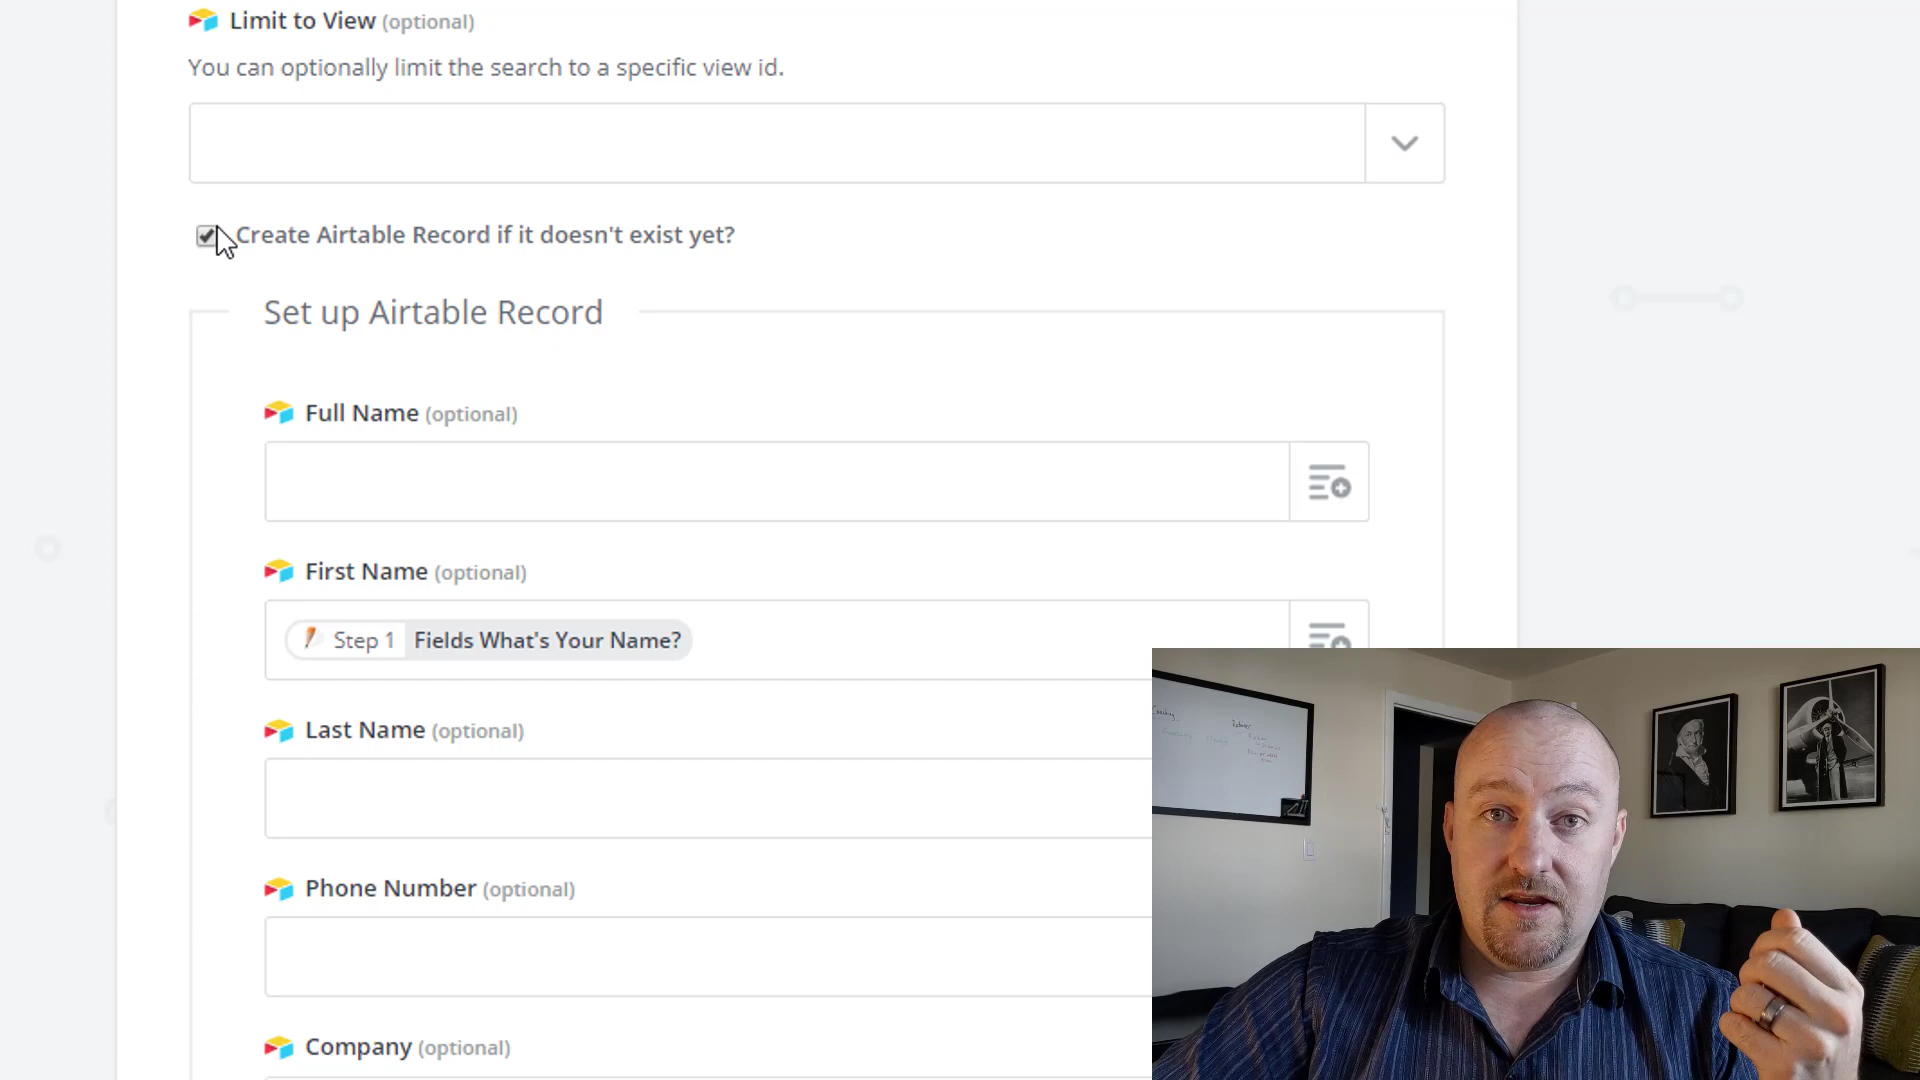 Limit to View (optional)
You can optionally limit the search to a specific view id.
Create Airtable Record if it doesn't exist yet?
Set up Airtable Record
Full Name (optional)
First Name (optional)
Step 1 Fields What's Your Name?
Last Name (optional)
Phone Number (optional)
Company (optional)